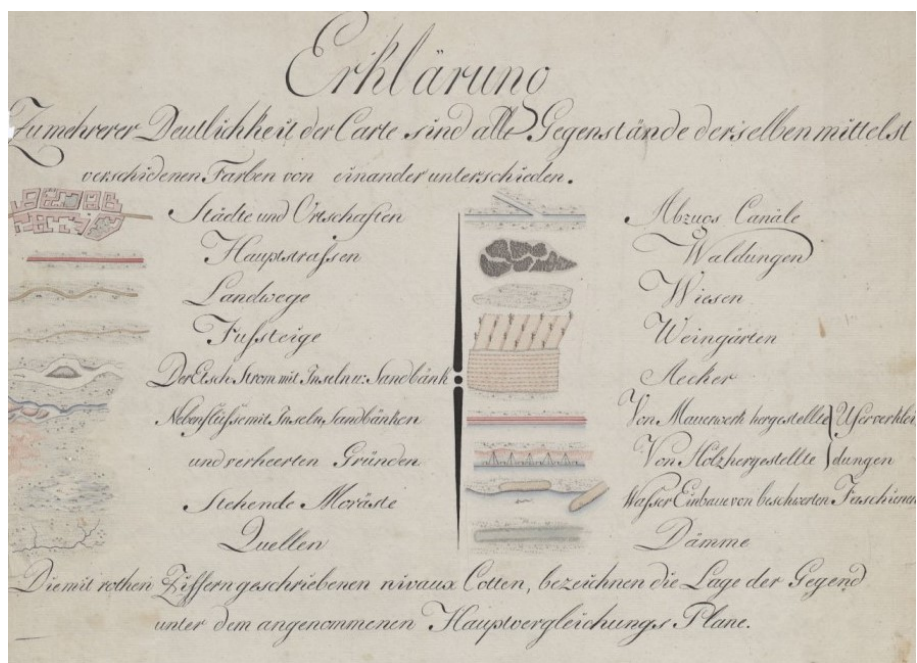 Erklärung
Zu mehrerer Deutlichkeit der Carte sind alle Gegenstände derselben mittelst
verschidenen Farben von einander unterschieden.
Städte und Ortschaften
Hauptstrassen
Landwege
Fussteige
Der Etsch Strom mit Inseln u: Sandbänk
Nebenflüsse mit Inseln, Sandbänken
und verheerten Gründen
Stehende Moräste
Quellen
Abzugs Canäle
Waldungen
Wiesen
Weingärten
Aecker
Von Mauerwerk hergestellte } Uferverklei
Von Holz hergestellte } dungen
Wasser Einbaue von beschwerten Faschinen
Dämme
Die mit rothen Ziffern geschriebenen nivaux Cotten, bezeichnen die Lage der Gegend
unter dem angenommenen Hauptvergleichungs Plane.